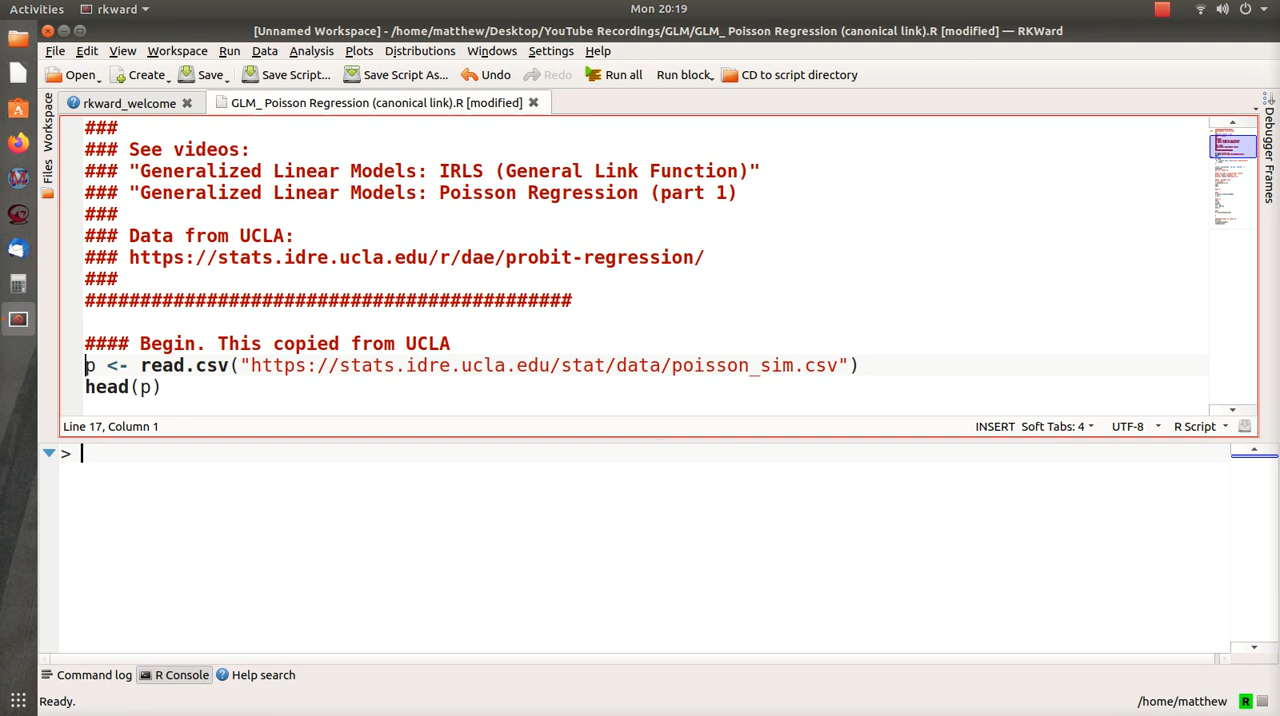 Activities rkward Mon 20:19
[Unnamed Workspace] - /home/matthew/Desktop/YouTube Recordings/GLM/GLM_ Poisson Regression (canonical link).R [modified] — RKWard
File Edit View Workspace Run Data Analysis Plots Distributions Windows Settings Help
Open Create Save Save Script... Save Script As... Undo Redo Run all Run block CD to script directory
rkward_welcome GLM_ Poisson Regression (canonical link).R [modified]
Workspace
Files
Debugger Frames
###
### See videos:
### "Generalized Linear Models: IRLS (General Link Function)"
### "Generalized Linear Models: Poisson Regression (part 1)
###
### Data from UCLA:
### https://stats.idre.ucla.edu/r/dae/probit-regression/
###
############################################
#### Begin. This copied from UCLA
p <- read.csv("https://stats.idre.ucla.edu/stat/data/poisson_sim.csv")
head(p)
Line 17, Column 1 INSERT Soft Tabs: 4 UTF-8 R Script
>
Command log R Console Help search
Ready. /home/matthew R